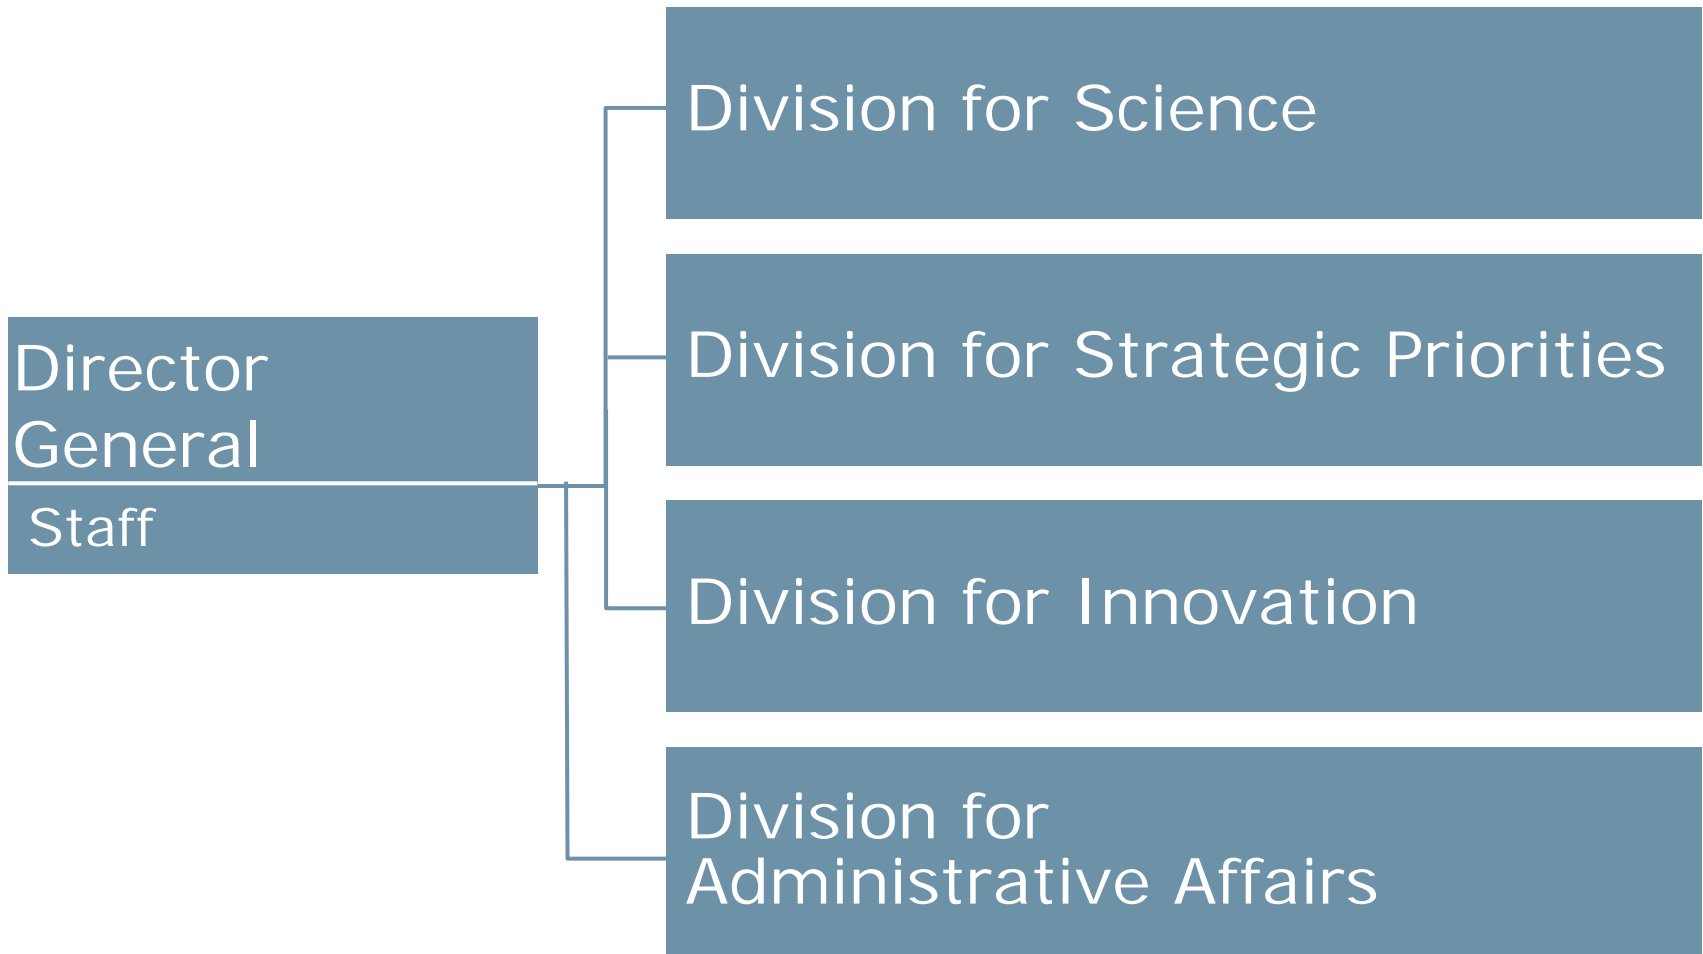 Director
General
Staff
Division for Science
Division for Strategic Priorities
Division for Innovation
Division for
Administrative Affairs